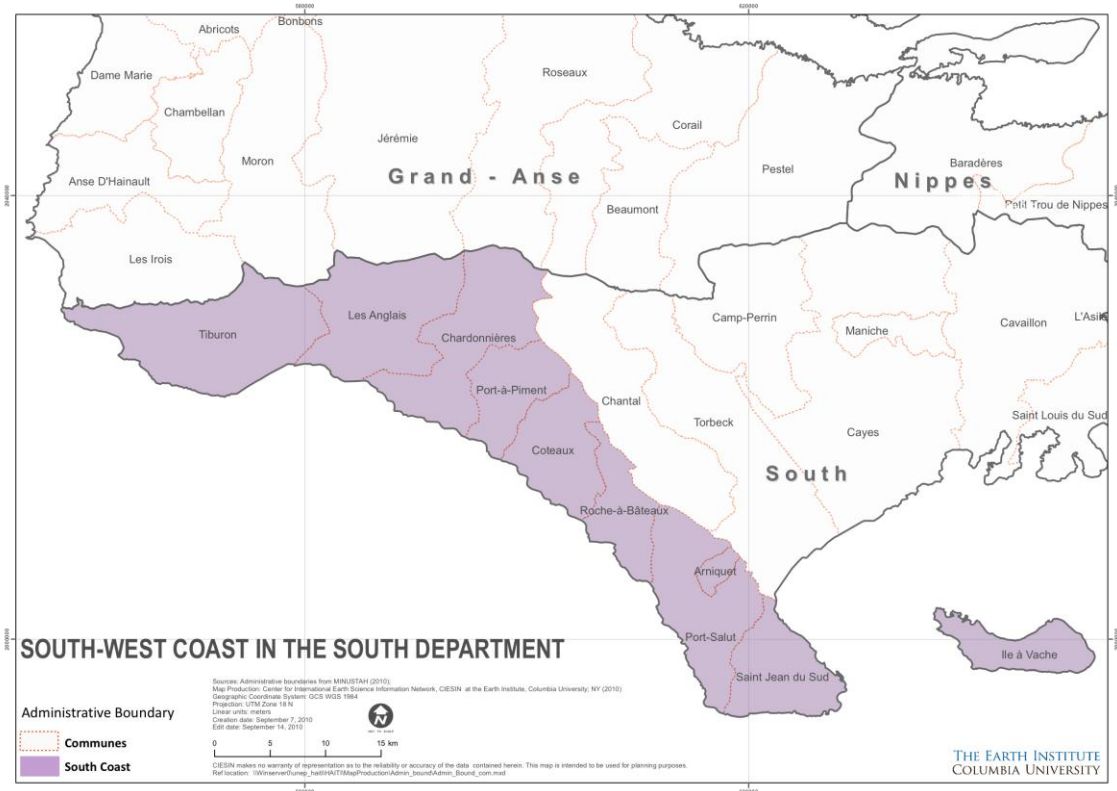 580000
620000
Abricots
Bonbons
Dame Marie
Roseaux
Chambellan
Corail
Jérémie
Moron
Baradères
Pestel
Grand - Anse
Nippes
Anse D'Hainault
2040000
Beaumont
Petit Trou de Nippes
Les Irois
Les Anglais
Camp-Perrin
L'Asile
Cavaillon
Tiburon
Maniche
Chardonnières
Port-à-Piment
Chantal
Saint Louis du Sud
Torbeck
Cayes
Coteaux
South
Roche-à-Bâteaux
Arniquet
2000000
Port-Salut
SOUTH-WEST COAST IN THE SOUTH DEPARTMENT
Ile à Vache
Saint Jean du Sud
Sources: Administrative boundaries from MINUSTAH (2010);
Map Production: Center for International Earth Science Information Network, CIESIN at the Earth Institute, Columbia University, NY (2010)
Geographic Coordinate System: GCS WGS 1984
Projection: UTM Zone 18 N
Linear units: meters
Creation date: September 7, 2010
Edit date: September 14, 2010
N
Administrative Boundary
Communes
South Coast
0 5 10 15 km
CIESIN makes no warranty of representation as to the reliability or accuracy of the data contained herein. This map is intended to be used for planning purposes.
THE EARTH INSTITUTE
COLUMBIA UNIVERSITY
580000
620000